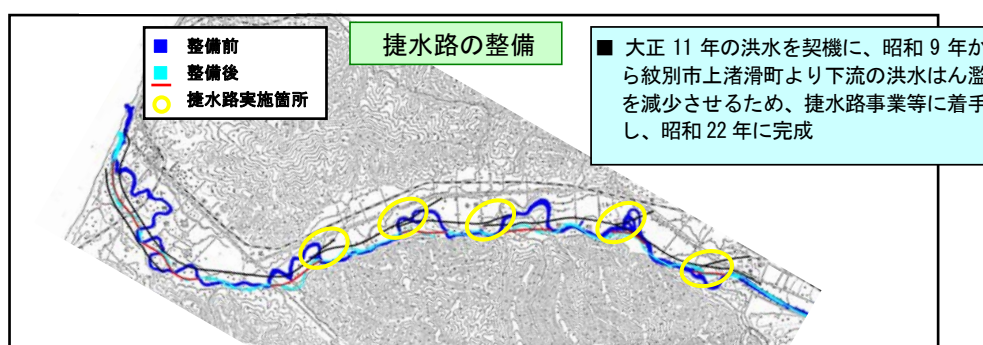 整備前
整備後
捷水路実施箇所
捷水路の整備
■ 大正 11 年の洪水を契機に、昭和 9 年か
ら紋別市上渚滑町より下流の洪水はん濫
を減少させるため、捷水路事業等に着手
し、昭和 22 年に完成